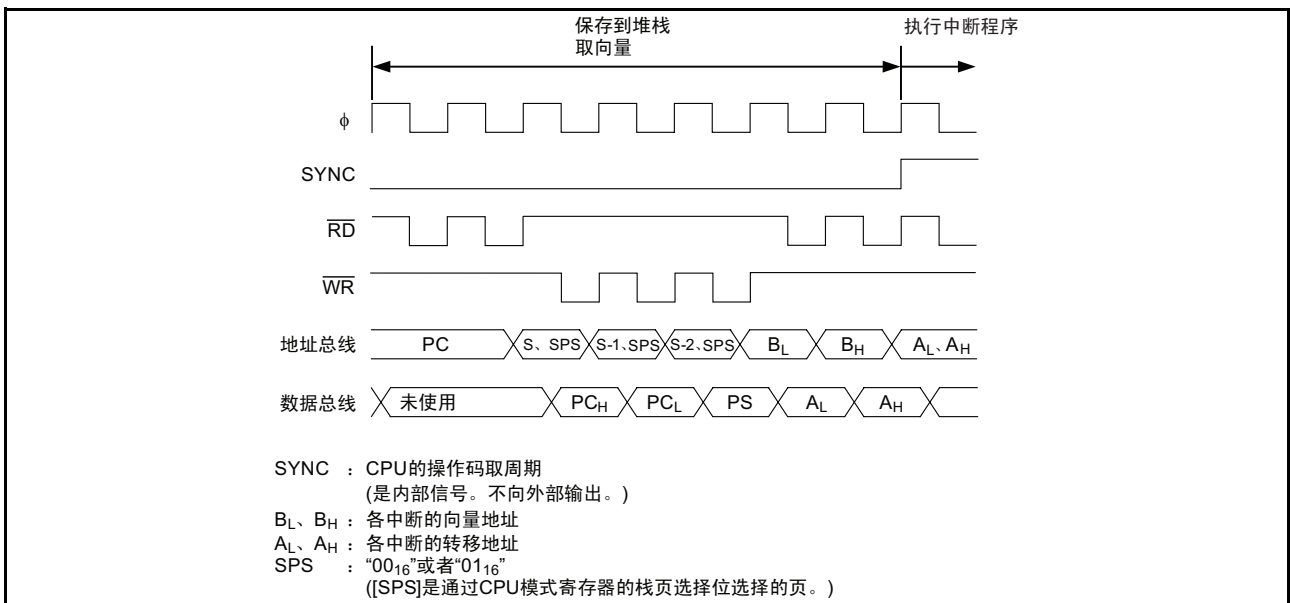 保存到堆栈
取向量
执行中断程序
ϕ
SYNC
RD
WR
地址总线 PC S、SPS S-1、SPS S-2、SPS BL BH AL、AH
数据总线 未使用 PCH PCL PS AL AH
SYNC ：CPU的操作码取周期
(是内部信号。不向外部输出。)
BL、BH ：各中断的向量地址
AL、AH ：各中断的转移地址
SPS ：“0016”或者“0116”
([SPS]是通过CPU模式寄存器的栈页选择位选择的页。)